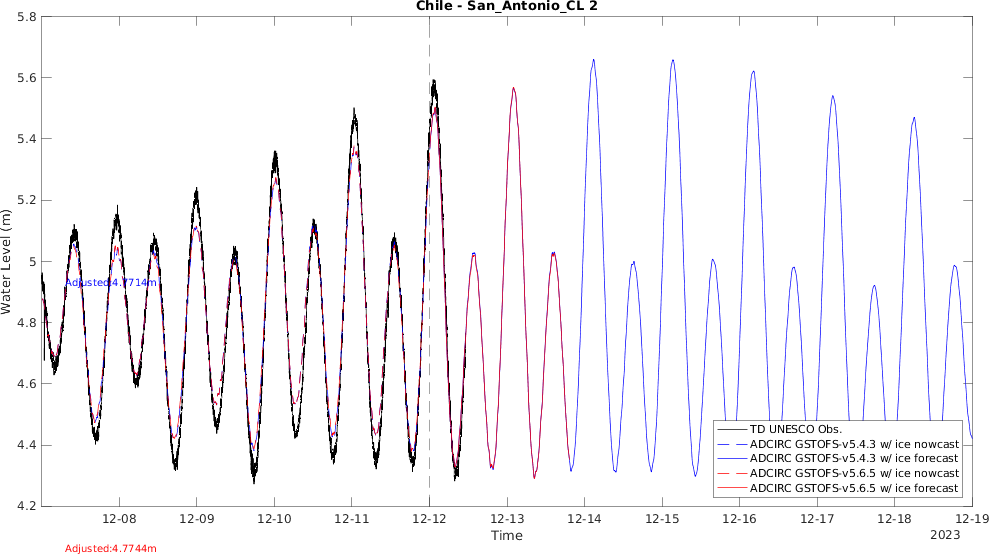 Chile - San_Antonio_CL 2
5.8
5.6
5.4
5.2
5
4.8
4.6
4.4
4.2
Water Level (m)
Adjusted:4.7714m
TD UNESCO Obs.
ADCIRC GSTOFS-v5.4.3 w/ ice nowcast
ADCIRC GSTOFS-v5.4.3 w/ ice forecast
ADCIRC GSTOFS-v5.6.5 w/ ice nowcast
ADCIRC GSTOFS-v5.6.5 w/ ice forecast
12-08 12-09 12-10 12-11 12-12 12-13 12-14 12-15 12-16 12-17 12-18 12-19
Time
2023
Adjusted:4.7744m